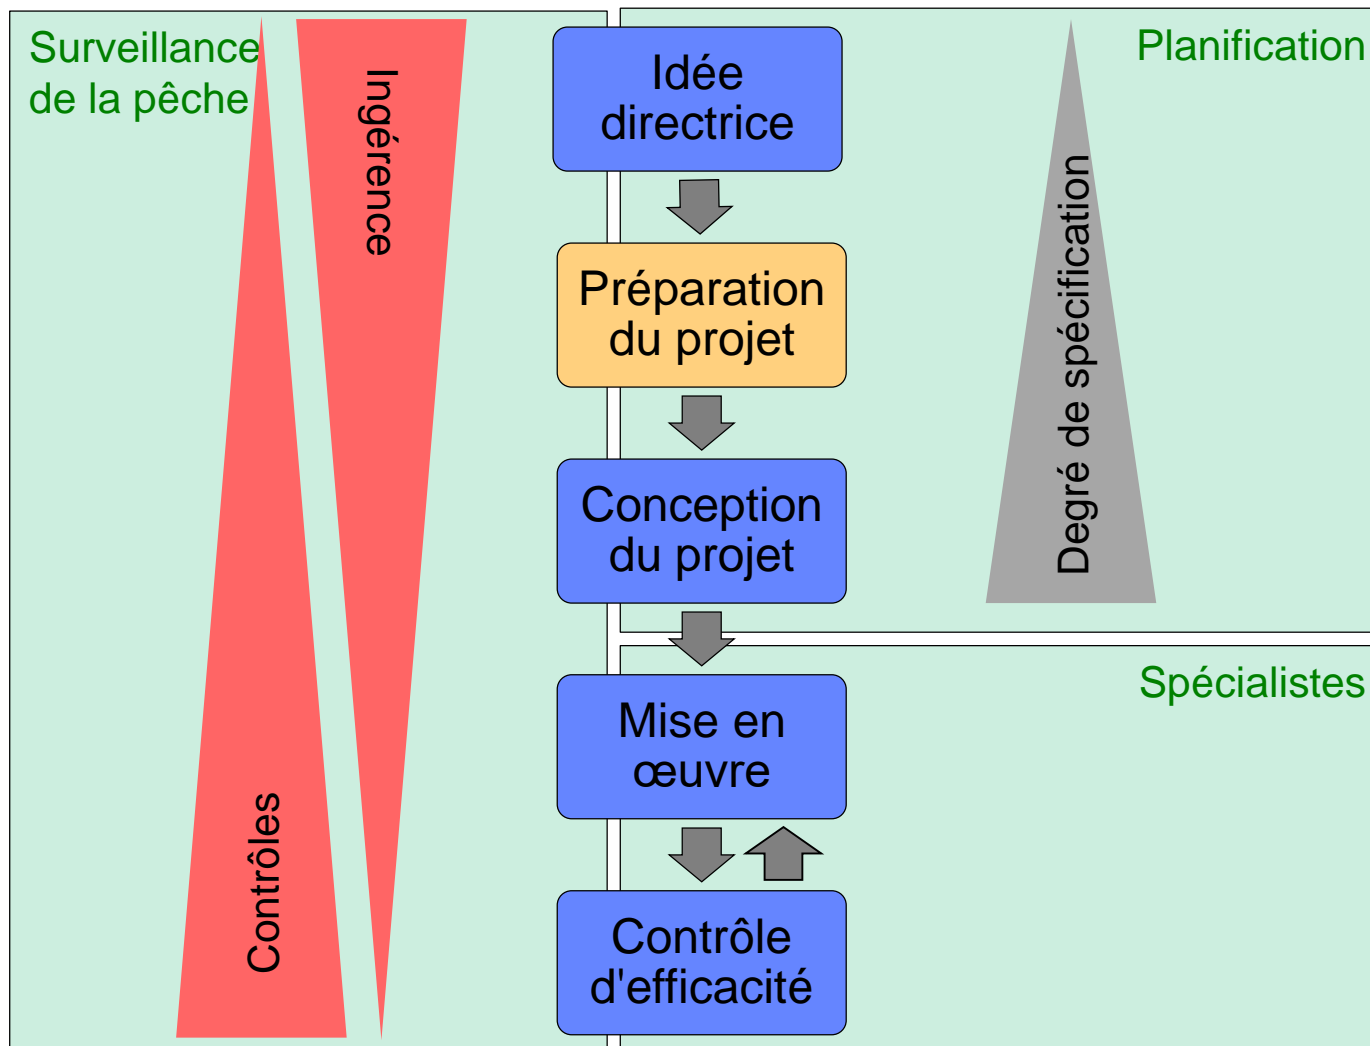 Surveillance
de la pêche
Ingérence
Contrôles
Idée
directrice
Préparation
du projet
Conception
du projet
Mise en
œuvre
Contrôle
d'efficacité
Planification
Degré de spécification
Spécialistes